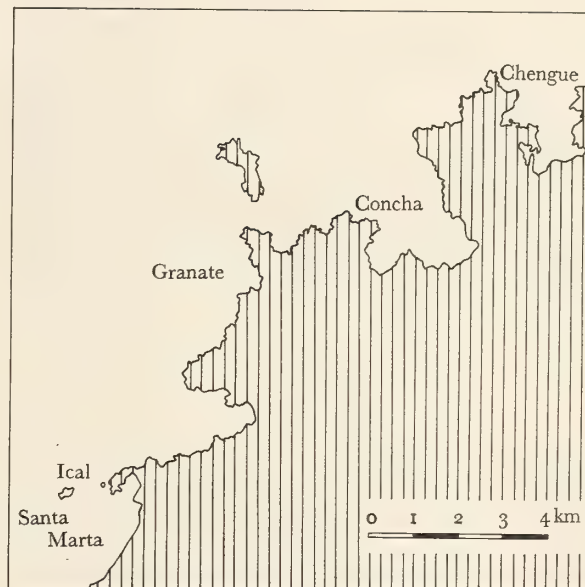 Chengue
Concha
Granate
Ical
Santa
Marta
0 1 2 3 4 km